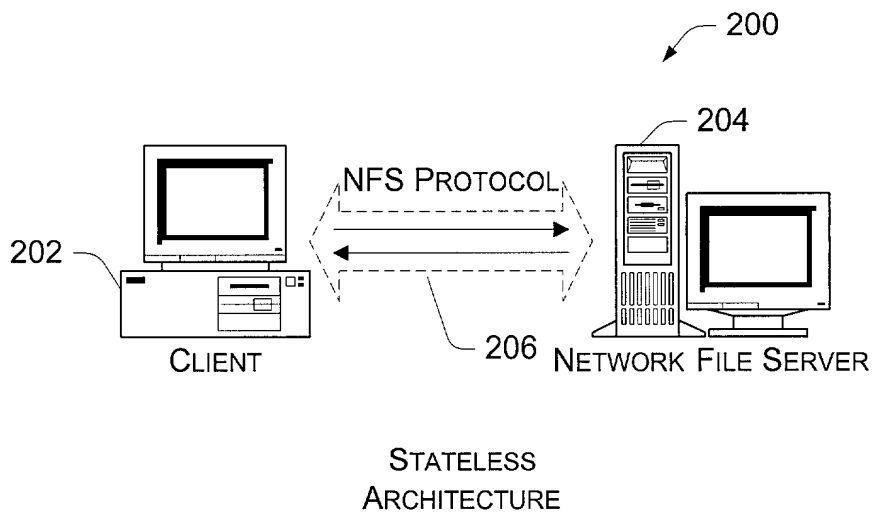 200
204
NFS PROTOCOL
202
206
CLIENT
NETWORK FILE SERVER
STATELESS
ARCHITECTURE